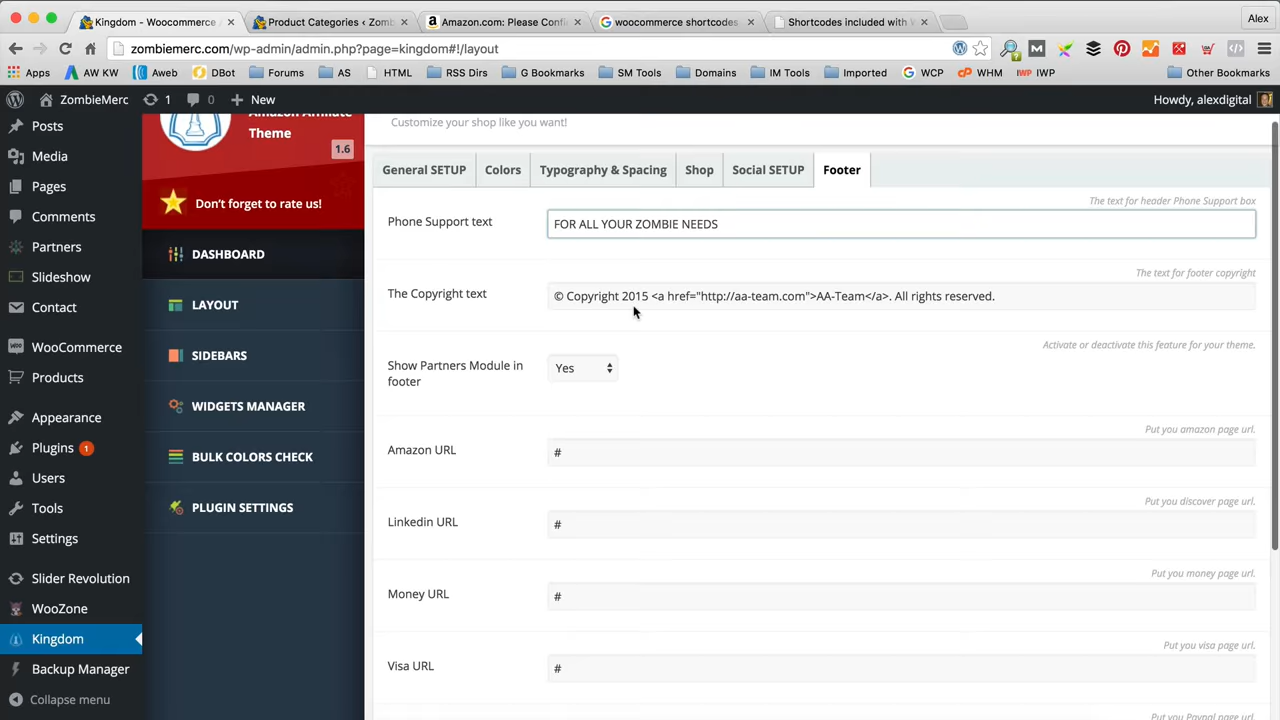 Kingdom - Woocommerce A
Product Categories ‹ Zomb
Amazon.com: Please Confi
woocommerce shortcodes
Shortcodes included with W
Alex
zombiemerc.com/wp-admin/admin.php?page=kingdom#!/layout
Apps
AW KW
Aweb
DBot
Forums
AS
HTML
RSS Dirs
G Bookmarks
SM Tools
Domains
IM Tools
Imported
WCP
WHM
IWP
Other Bookmarks
ZombieMerc
1
0
New
Howdy, alexdigital
Posts
Media
Pages
Comments
Partners
Slideshow
Contact
WooCommerce
Products
Appearance
Plugins 1
Users
Tools
Settings
Slider Revolution
WooZone
Kingdom
Backup Manager
Collapse menu
Amazon Affiliate
Theme
1.6
Don't forget to rate us!
DASHBOARD
LAYOUT
SIDEBARS
WIDGETS MANAGER
BULK COLORS CHECK
PLUGIN SETTINGS
Customize your shop like you want!
General SETUP
Colors
Typography & Spacing
Shop
Social SETUP
Footer
The text for header Phone Support box
Phone Support text
FOR ALL YOUR ZOMBIE NEEDS
The text for footer copyright
The Copyright text
© Copyright 2015 <a href="http://aa-team.com">AA-Team</a>. All rights reserved.
Activate or deactivate this feature for your theme.
Show Partners Module in
footer
Yes
Put you amazon page url.
Amazon URL
#
Put you discover page url.
Linkedin URL
#
Put you money page url.
Money URL
#
Put you visa page url.
Visa URL
#
Put you Paypal page url.